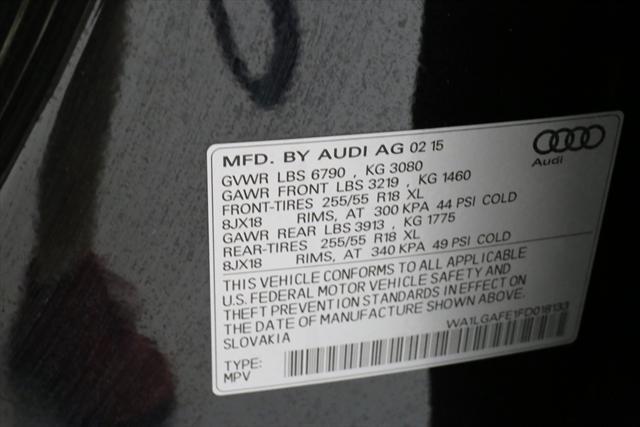 MFD. BY AUDI AG 02 15
Audi
GVWR LBS 6790 , KG 3080
GAWR FRONT LBS 3219 , KG 1460
FRONT-TIRES 255/55 R18 XL
8JX18 RIMS, AT 300 KPA 44 PSI COLD
GAWR REAR LBS 3913 , KG 1775
REAR-TIRES 255/55 R18 XL
8JX18 RIMS, AT 340 KPA 49 PSI COLD
THIS VEHICLE CONFORMS TO ALL APPLICABLE
U.S. FEDERAL MOTOR VEHICLE SAFETY AND
THEFT PREVENTION STANDARDS IN EFFECT ON
THE DATE OF MANUFACTURE SHOWN ABOVE.
SLOVAKIA
WA1LGAFE1FD018133
TYPE:
MPV